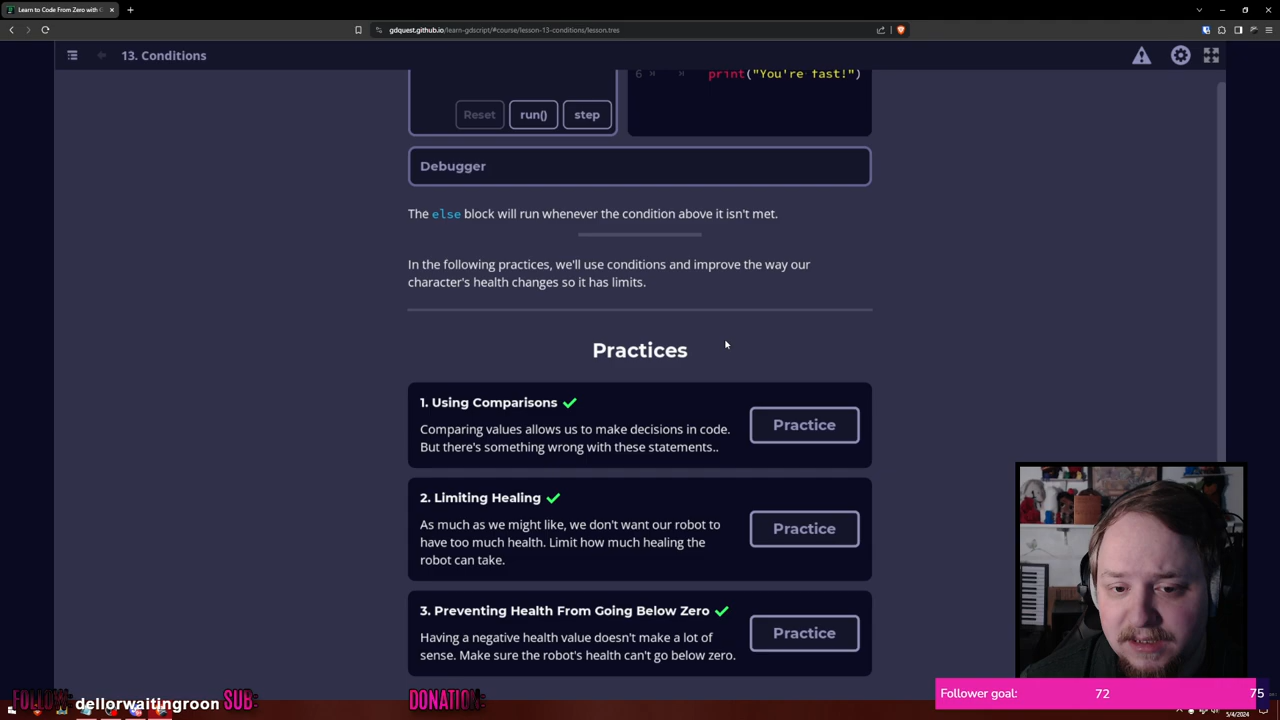 Learn to Code From Zero with
gdquest.github.io/learn-gdscript/#course/lesson-13-conditions/lesson.tres
13. Conditions
6 print("You're fast!")
Reset run() step
Debugger
The else block will run whenever the condition above it isn't met.
In the following practices, we'll use conditions and improve the way our
character's health changes so it has limits.
Practices
1. Using Comparisons
Comparing values allows us to make decisions in code.
But there's something wrong with these statements..
Practice
2. Limiting Healing
As much as we might like, we don't want our robot to
have too much health. Limit how much healing the
robot can take.
Practice
3. Preventing Health From Going Below Zero
Having a negative health value doesn't make a lot of
sense. Make sure the robot's health can't go below zero.
Practice
FOLLOW: dellorwaitingroon SUB: DONATION:
Follower goal: 72 75
5/4/2024